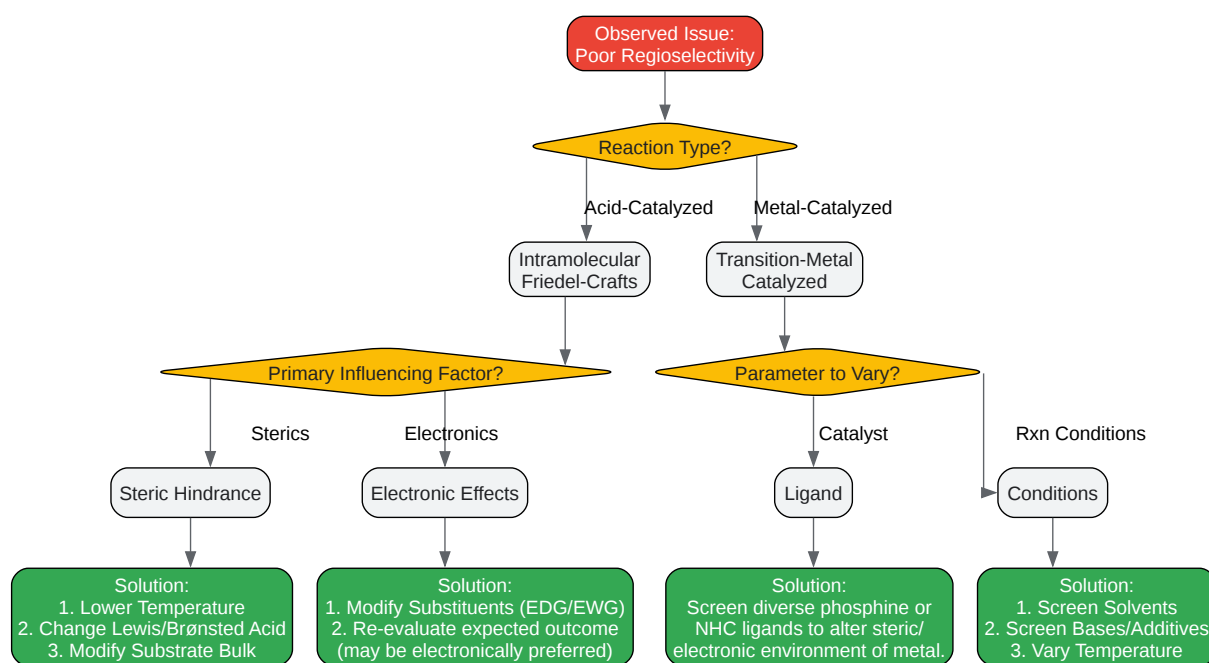 Observed Issue:
Poor Regioselectivity
Reaction Type?
Acid-Catalyzed
Metal-Catalyzed
Intramolecular
Friedel-Crafts
Transition-Metal
Catalyzed
Primary Influencing Factor?
Parameter to Vary?
Sterics
Electronics
Catalyst
Rxn Conditions
Steric Hindrance
Electronic Effects
Ligand
Conditions
Solution:
1. Lower Temperature
2. Change Lewis/Brønsted Acid
3. Modify Substrate Bulk
Solution:
1. Modify Substituents (EDG/EWG)
2. Re-evaluate expected outcome
(may be electronically preferred)
Solution:
Screen diverse phosphine or
NHC ligands to alter steric/
electronic environment of metal.
Solution:
1. Screen Solvents
2. Screen Bases/Additives
3. Vary Temperature